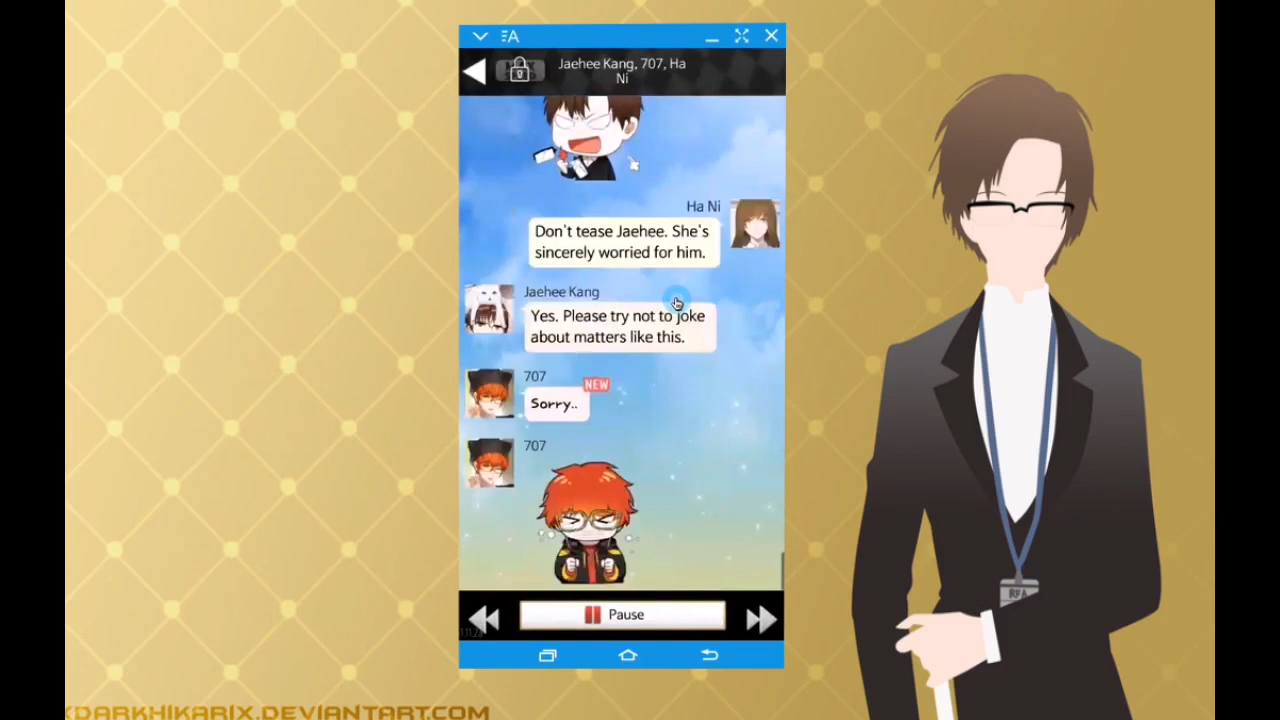 Jaehee Kang, 707, Ha
Ni
Ha Ni
Don't tease Jaehee. She's
sincerely worried for him.
Jaehee Kang
Yes. Please try not to joke
about matters like this.
707
NEW
Sorry..
707
Pause
RFA
XDARKHIKARIX.DEVIANTART.COM